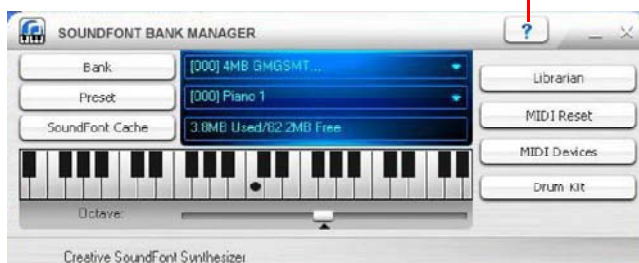 SOUNDFONT BANK MANAGER
?
Bank
[000] 4MB GMGSMT...
Preset
[000] Piano 1
SoundFont Cache
3.8MB Used/82.2MB Free
Librarian
MIDI Reset
MIDI Devices
Drum Kit
Octave:
Creative SoundFont Synthesizer